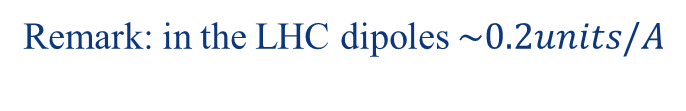 Remark: in the LHC dipoles ~0.2units/A